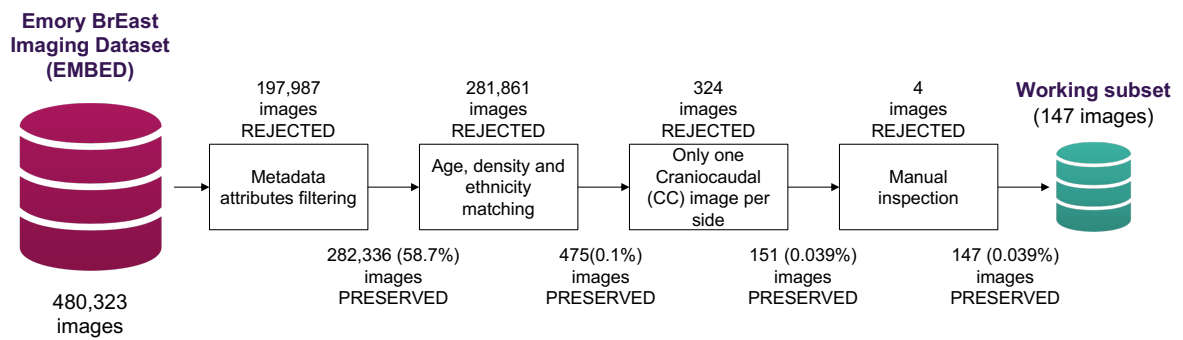 Emory BrEast
Imaging Dataset
(EMBED)
480,323
images
197,987
images
REJECTED
Metadata
attributes filtering
282,336 (58.7%)
images
PRESERVED
281,861
images
REJECTED
Age, density and
ethnicity
matching
475(0.1%)
images
PRESERVED
324
images
REJECTED
Only one
Craniocaudal
(CC) image per
side
151 (0.039%)
images
PRESERVED
4
images
REJECTED
Manual
inspection
147 (0.039%)
images
PRESERVED
Working subset
(147 images)